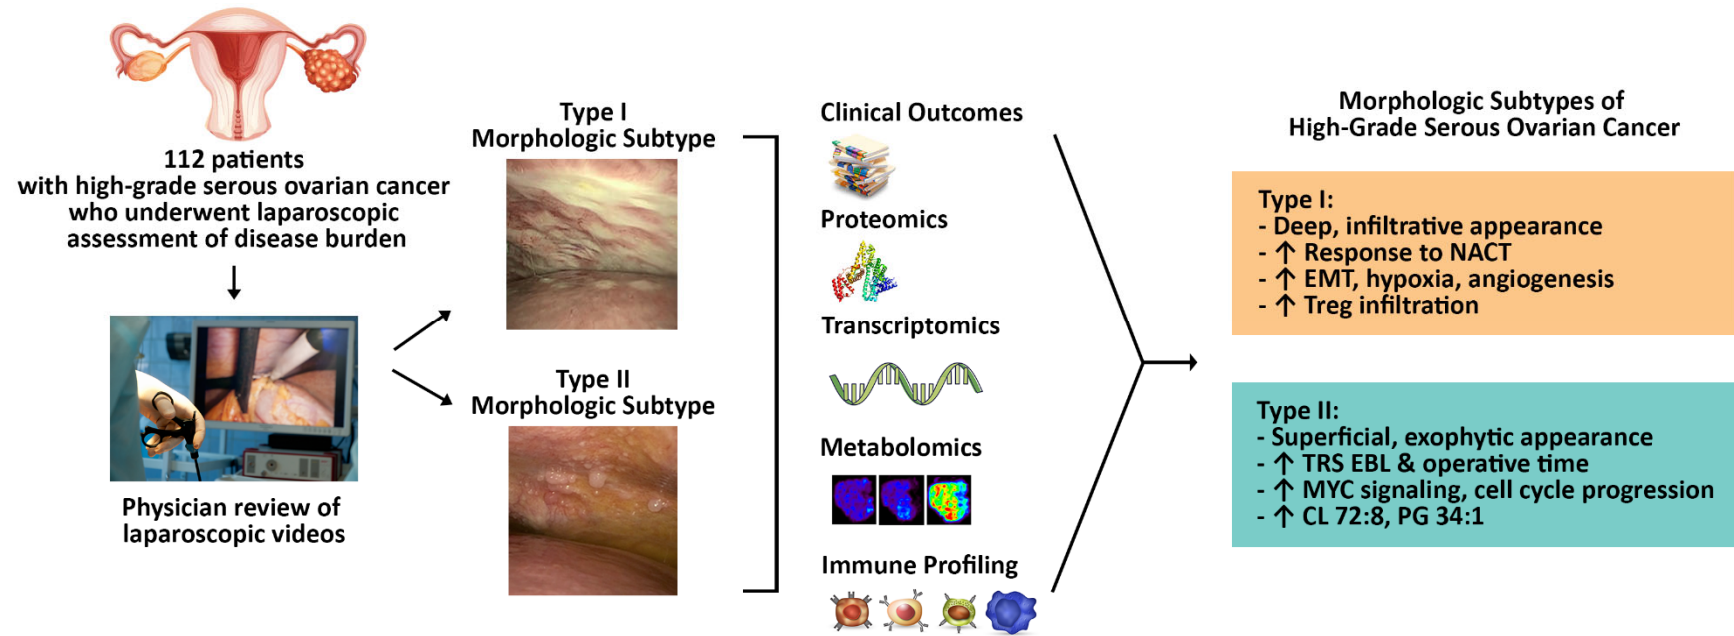 112 patients
with high-grade serous ovarian cancer
who underwent laparoscopic
assessment of disease burden
Physician review of
laparoscopic videos
Type I
Morphologic Subtype
Type II
Morphologic Subtype
Clinical Outcomes
Proteomics
Transcriptomics
Metabolomics
Immune Profiling
Morphologic Subtypes of
High-Grade Serous Ovarian Cancer
Type I:
- Deep, infiltrative appearance
- ↑ Response to NACT
- ↑ EMT, hypoxia, angiogenesis
- ↑ Treg infiltration
Type II:
- Superficial, exophytic appearance
- ↑ TRS EBL & operative time
- ↑ MYC signaling, cell cycle progression
- ↑ CL 72:8, PG 34:1